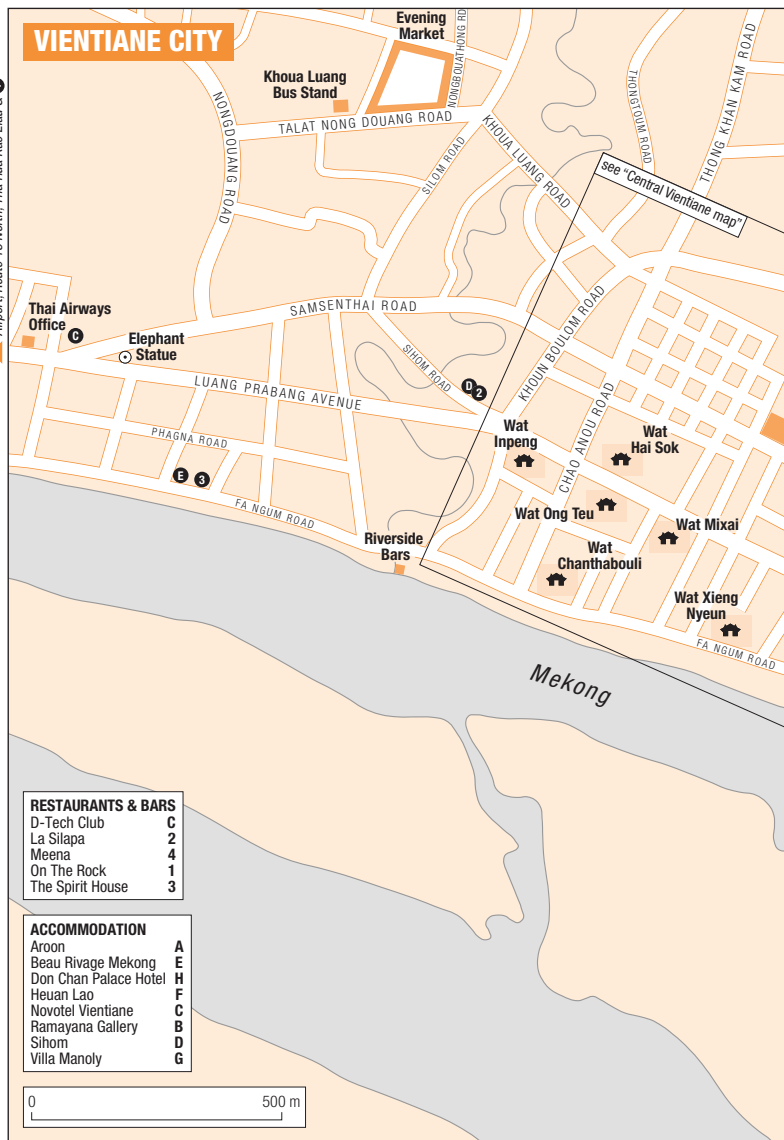 VIENTIANE CITY
Evening
Market
NONGBOUATHONG RD
Khoua Luang
Bus Stand
TALAT NONG DOUANG ROAD
NONGDOUANG ROAD
SILOM ROAD
KHOUA LUANG ROAD
THONGTOUM ROAD
THONG KHAN KAM ROAD
see “Central Vientiane map”
Thai Airways
Office
C
Elephant
Statue
SAMSENTHAI ROAD
SIHOM ROAD
D
2
KHOUN BOULOM ROAD
LUANG PRABANG AVENUE
PHAGNA ROAD
E
3
FA NGUM ROAD
CHAO ANOU ROAD
Wat
Inpeng
Wat
Hai Sok
Wat Ong Teu
Wat Mixai
Riverside
Bars
Wat
Chanthabouli
Wat Xieng
Nyeun
FA NGUM ROAD
Mekong
RESTAURANTS & BARS
D-Tech Club C
La Silapa 2
Meena 4
On The Rock 1
The Spirit House 3
ACCOMMODATION
Aroon A
Beau Rivage Mekong E
Don Chan Palace Hotel H
Heuan Lao F
Novotel Vientiane C
Ramayana Gallery B
Sihom D
Villa Manoly G
0 500 m